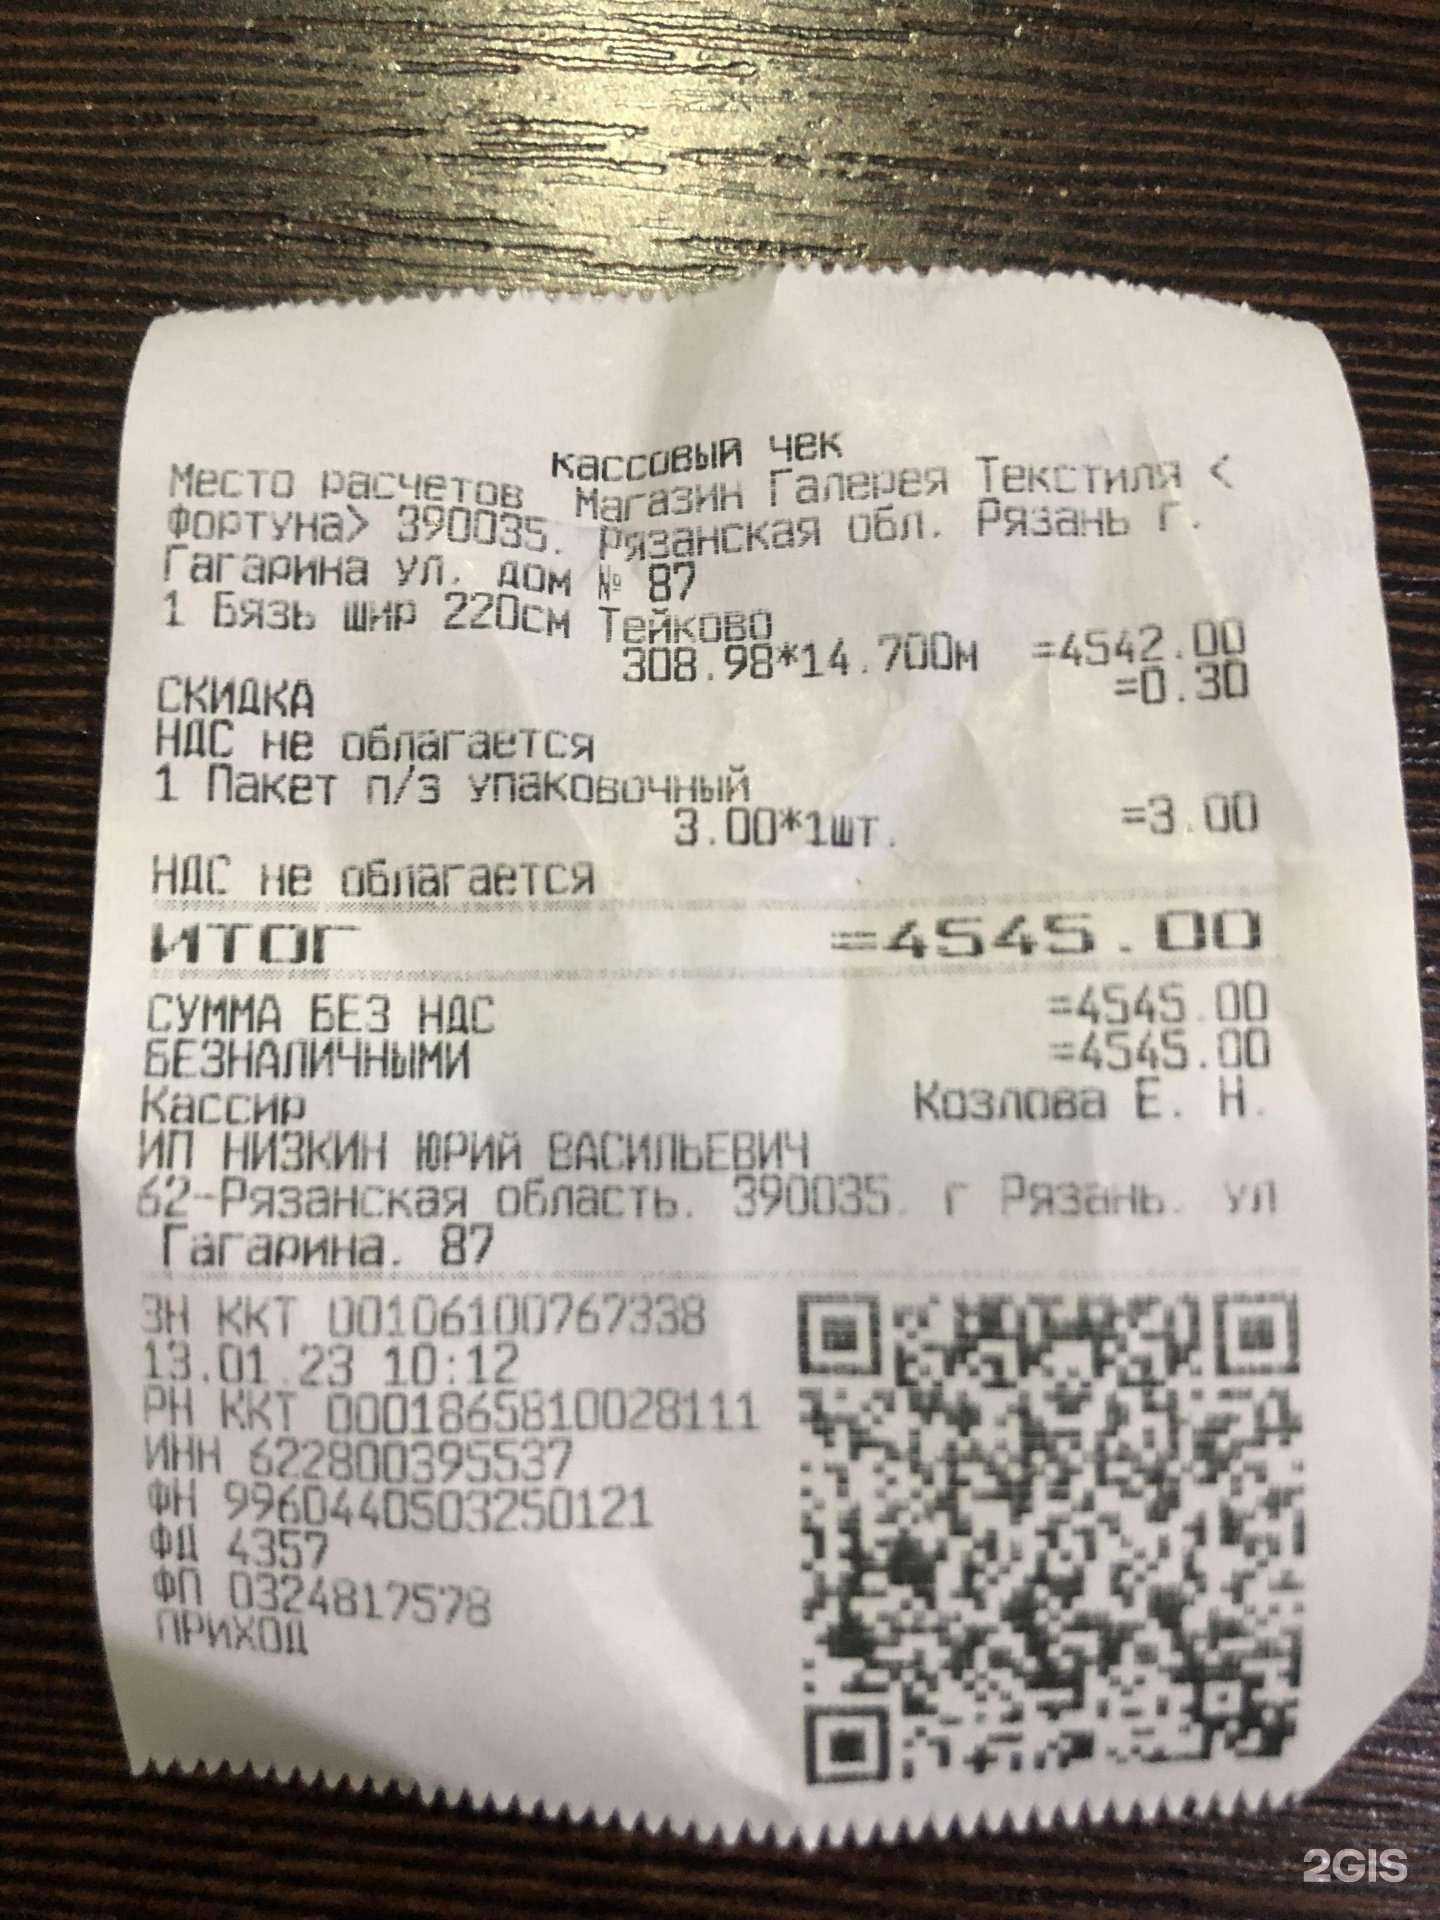 кассовый чек
Место расчетов Магазин Галерея Текстиля <
Фортуна> 390035. Рязанская обл. Рязань г.
Гагарина ул. дом № 87
1 Бязь шир 220см Тейково
308.98*14.700м =4542.00
СКИДКА =0.30
НДС не облагается
1 Пакет п/з упаковочный
3.00*1шт. =3.00
НДС не облагается
ИТОГ =4545.00
СУММА БЕЗ НДС =4545.00
БЕЗНАЛИЧНЫМИ =4545.00
Кассир Козлова Е. Н.
ИП НИЗКИН ЮРИЙ ВАСИЛЬЕВИЧ
62-Рязанская область. 390035. г Рязань. ул
Гагарина. 87
ЗН ККТ 00106100767338
13.01.23 10:12
РН ККТ 0001865810028111
ИНН 622800395537
ФН 9960440503250121
ФД 4357
ФП 0324817578
ПРИХОД
2GIS